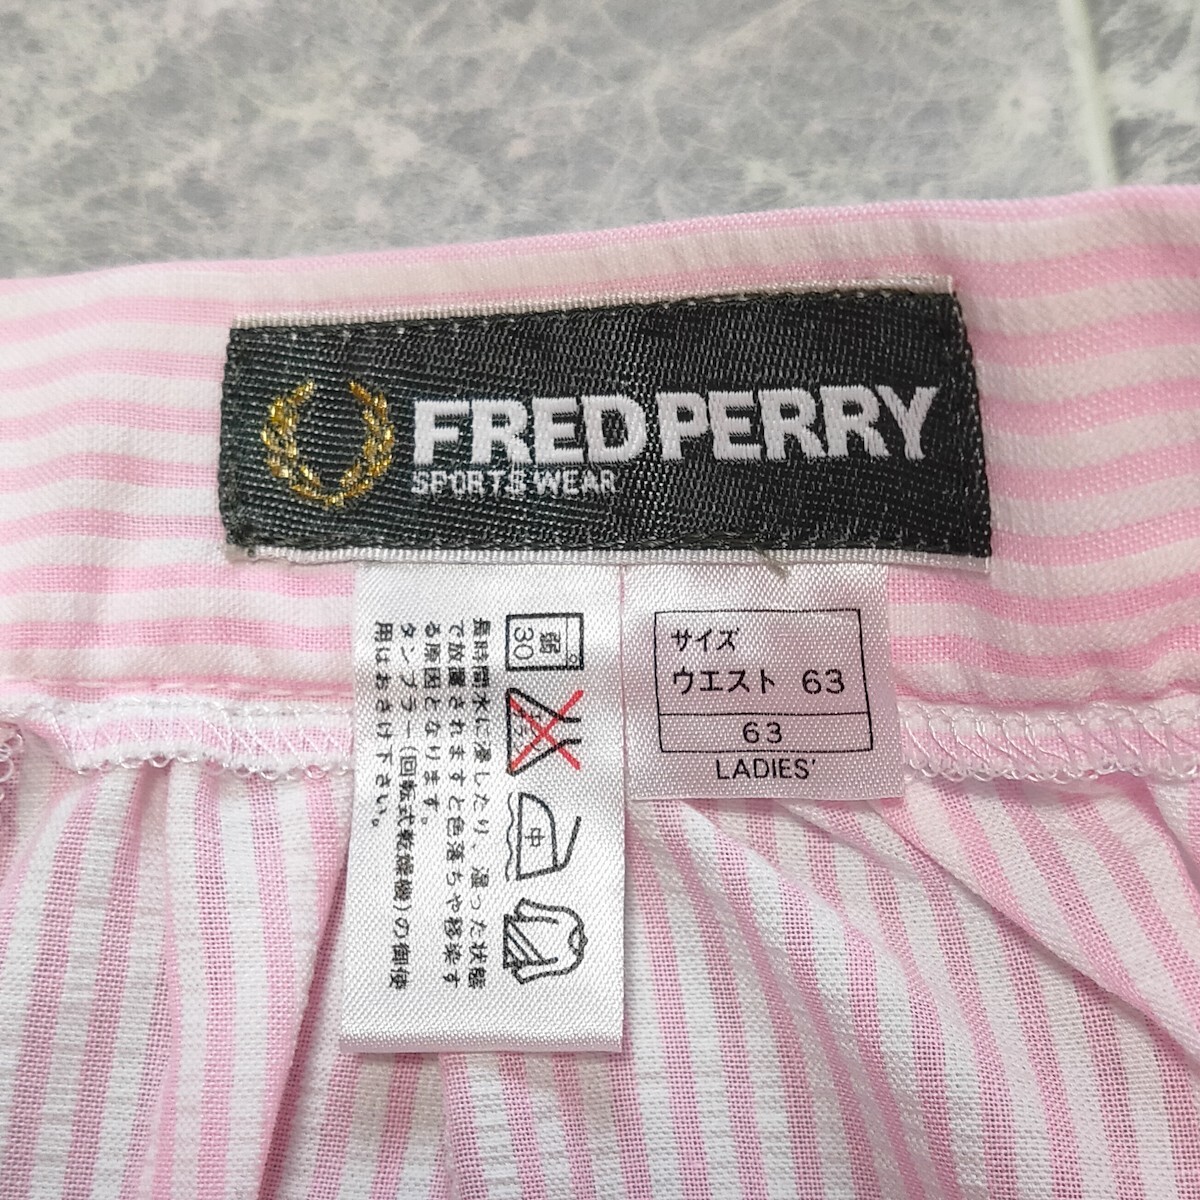 FRED PERRY
SPORTS WEAR
弱
30
中
長時間水に浸したり、湿った状態
で放置されますと色落ちや移染す
る原因となります。
タンブラー(回転式乾燥機)の御使
用はおさけ下さい。
サイズ
ウエスト 63
63
LADIES'